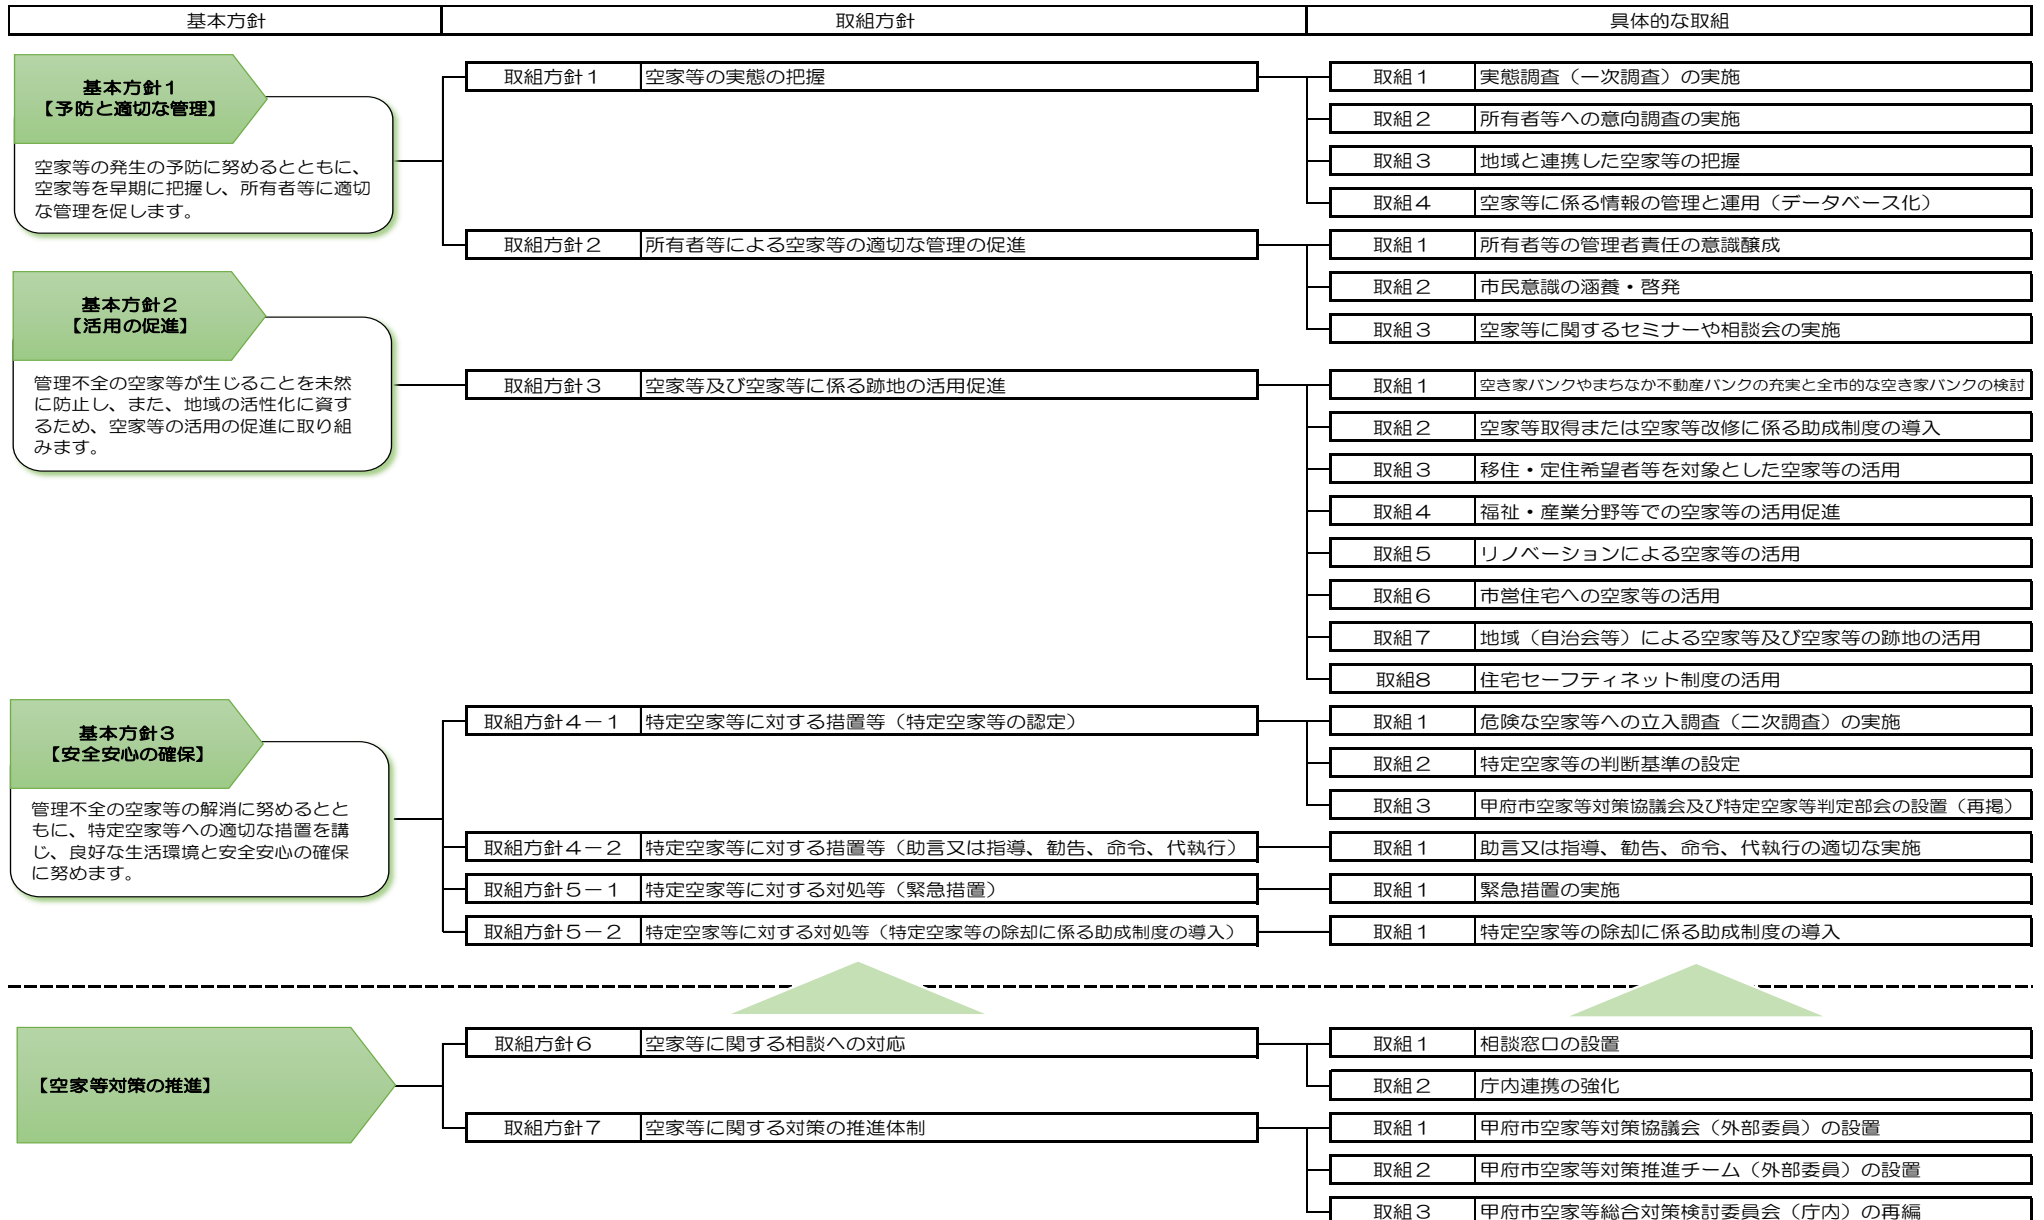 基本方針
取組方針
具体的な取組
基本方針１
【予防と適切な管理】
空家等の発生の予防に努めるとともに、
空家等を早期に把握し、所有者等に適切
な管理を促します。
取組方針１ 空家等の実態の把握
取組１ 実態調査（一次調査）の実施
取組２ 所有者等への意向調査の実施
取組３ 地域と連携した空家等の把握
取組４ 空家等に係る情報の管理と運用（データベース化）
取組方針２ 所有者等による空家等の適切な管理の促進
取組１ 所有者等の管理者責任の意識醸成
取組２ 市民意識の涵養・啓発
取組３ 空家等に関するセミナーや相談会の実施
基本方針２
【活用の促進】
管理不全の空家等が生じることを未然
に防止し、また、地域の活性化に資す
るため、空家等の活用の促進に取り組
みます。
取組方針３ 空家等及び空家等に係る跡地の活用促進
取組１ 空き家バンクやまちなか不動産バンクの充実と全市的な空き家バンクの検討
取組２ 空家等取得または空家等改修に係る助成制度の導入
取組３ 移住・定住希望者等を対象とした空家等の活用
取組４ 福祉・産業分野等での空家等の活用促進
取組５ リノベーションによる空家等の活用
取組６ 市営住宅への空家等の活用
取組７ 地域（自治会等）による空家等及び空家等の跡地の活用
取組8 住宅セーフティネット制度の活用
基本方針３
【安全安心の確保】
管理不全の空家等の解消に努めるとと
もに、特定空家等への適切な措置を講
じ、良好な生活環境と安全安心の確保
に努めます。
取組方針４－１ 特定空家等に対する措置等（特定空家等の認定）
取組１ 危険な空家等への立入調査（二次調査）の実施
取組２ 特定空家等の判断基準の設定
取組３ 甲府市空家等対策協議会及び特定空家等判定部会の設置（再掲）
取組方針４－２ 特定空家等に対する措置等（助言又は指導、勧告、命令、代執行）
取組１ 助言又は指導、勧告、命令、代執行の適切な実施
取組方針５－１ 特定空家等に対する対処等（緊急措置）
取組１ 緊急措置の実施
取組方針５－２ 特定空家等に対する対処等（特定空家等の除却に係る助成制度の導入）
取組１ 特定空家等の除却に係る助成制度の導入
【空家等対策の推進】
取組方針６ 空家等に関する相談への対応
取組１ 相談窓口の設置
取組２ 庁内連携の強化
取組方針７ 空家等に関する対策の推進体制
取組１ 甲府市空家等対策協議会（外部委員）の設置
取組２ 甲府市空家等対策推進チーム（外部委員）の設置
取組３ 甲府市空家等総合対策検討委員会（庁内）の再編